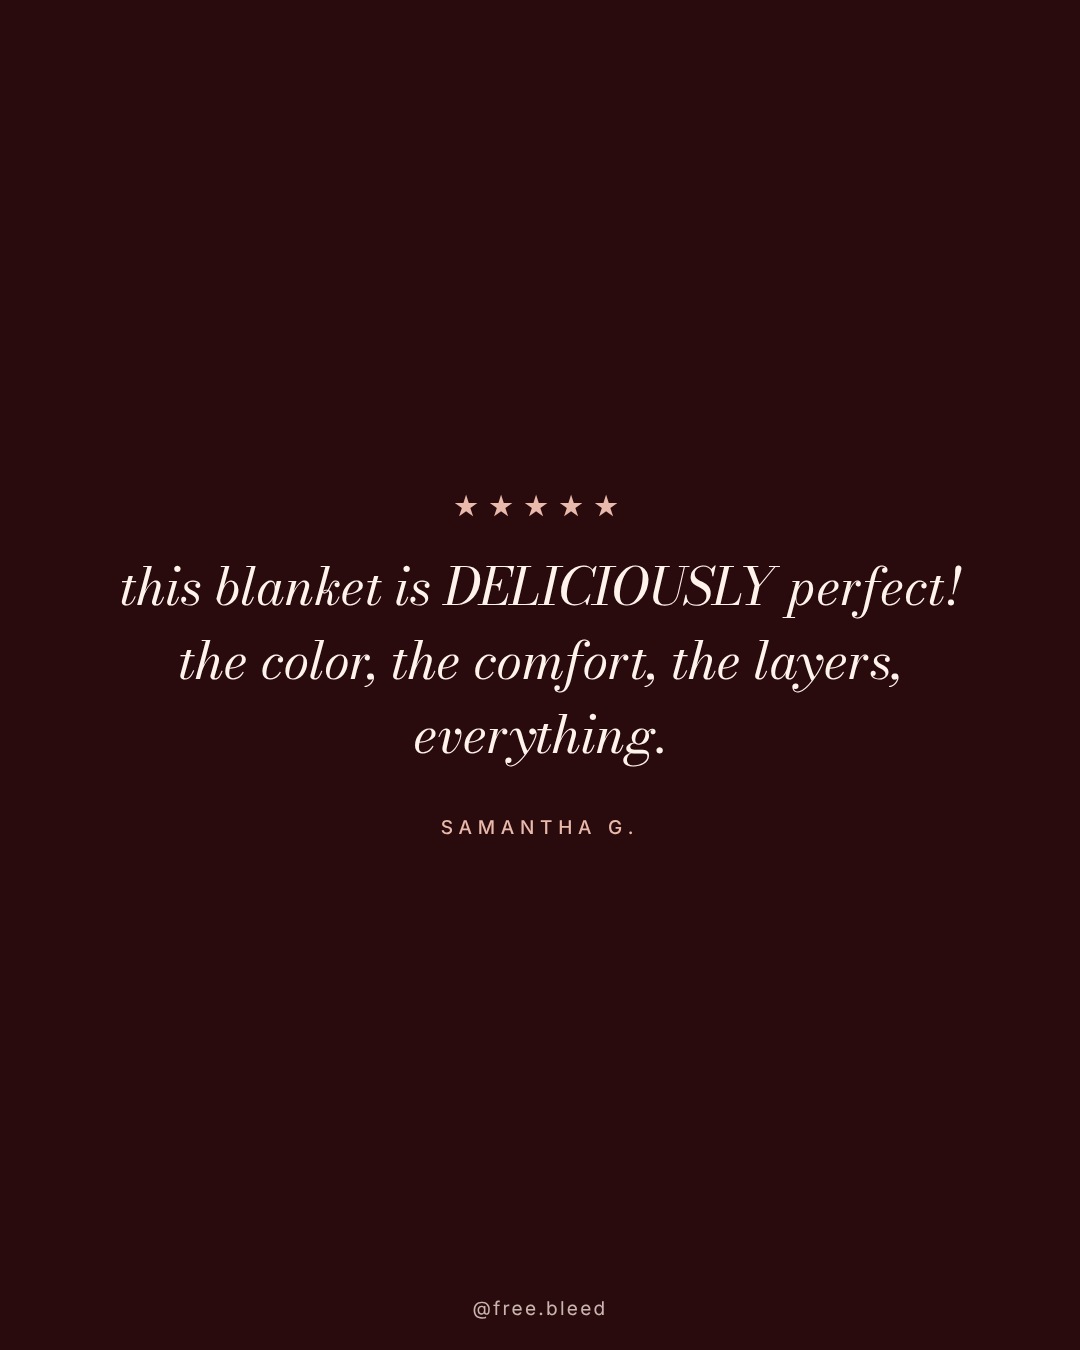 ★★★★★
this blanket is DELICIOUSLY perfect!
the color, the comfort, the layers,
everything.
SAMANTHA G.
@free.bleed